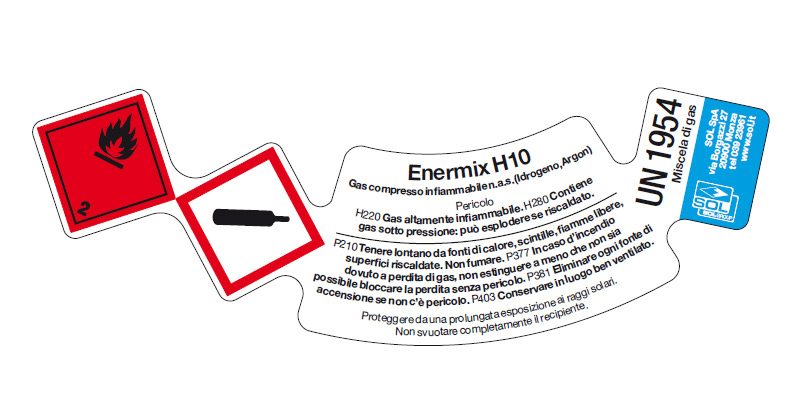 2
Enermix H10
Gas compresso infiammabile n.a.s. (Idrogeno, Argon)
Pericolo
H220 Gas altamente infiammabile. H280 Contiene
gas sotto pressione: può esplodere se riscaldato.
P210 Tenere lontano da fonti di calore, scintille, fiamme libere,
superfici riscaldate. Non fumare. P377 In caso d'incendio
dovuto a perdita di gas, non estinguere a meno che non sia
possibile bloccare la perdita senza pericolo. P381 Eliminare ogni fonte di
accensione se non c'è pericolo. P403 Conservare in luogo ben ventilato.
Proteggere da una prolungata esposizione ai raggi solari.
Non svuotare completamente il recipiente.
UN 1954
Miscela di gas
SOL SpA
via Borgazzi 27
20900 Monza
tel 039 23961
www.sol.it
SOL
SOLGROUP